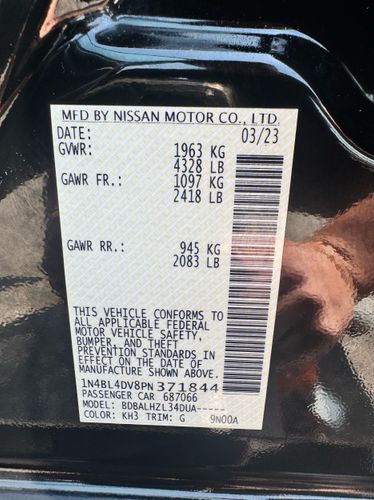 MFD BY NISSAN MOTOR CO., LTD.
DATE: 03/23
GVWR: 1963 KG
4328 LB
GAWR FR.: 1097 KG
2418 LB
GAWR RR.: 945 KG
2083 LB
THIS VEHICLE CONFORMS TO
ALL APPLICABLE FEDERAL
MOTOR VEHICLE SAFETY,
BUMPER, AND THEFT
PREVENTION STANDARDS IN
EFFECT ON THE DATE OF
MANUFACTURE SHOWN ABOVE.
1N4BL4DV8PN371844
PASSENGER CAR 687066
MODEL: BDBALHZL34DUA-----
COLOR: KH3 TRIM: G 9N00A